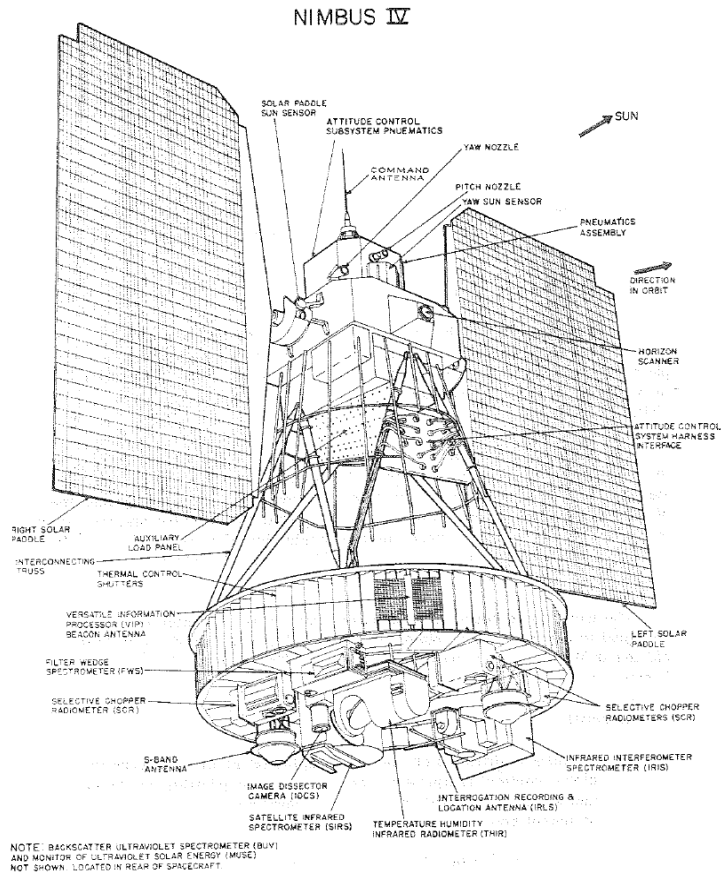 NIMBUS IV
SOLAR PADDLE
SUN SENSOR
ATTITUDE CONTROL
SUBSYSTEM PNUEMATICS
SUN
YAW NOZZLE
COMMAND
ANTENNA
PITCH NOZZLE
YAW SUN SENSOR
PNEUMATICS
ASSEMBLY
DIRECTION
IN ORBIT
HORIZON
SCANNER
ATTITUDE CONTROL
SYSTEM HARNESS
INTERFACE
RIGHT SOLAR
PADDLE
AUXILIARY
LOAD PANEL
INTERCONNECTING
TRUSS
THERMAL CONTROL
SHUTTERS
VERSATILE INFORMATION
PROCESSOR (VIP)
BEACON ANTENNA
LEFT SOLAR
PADDLE
FILTER WEDGE
SPECTROMETER (FWS)
SELECTIVE CHOPPER
RADIOMETER (SCR)
SELECTIVE CHOPPER
RADIOMETERS (SCR)
S-BAND
ANTENNA
INFRARED INTERFEROMETER
SPECTROMETER (IRIS)
IMAGE DISSECTOR
CAMERA (IDCS)
INTERROGATION RECORDING &
LOCATION ANTENNA (IRLS)
SATELLITE INFRARED
SPECTROMETER (SIRS)
TEMPERATURE HUMIDITY
INFRARED RADIOMETER (THIR)
NOTE: BACKSCATTER ULTRAVIOLET SPECTROMETER (BUV)
AND MONITOR OF ULTRAVIOLET SOLAR ENERGY (MUSE)
NOT SHOWN. LOCATED IN REAR OF SPACECRAFT.